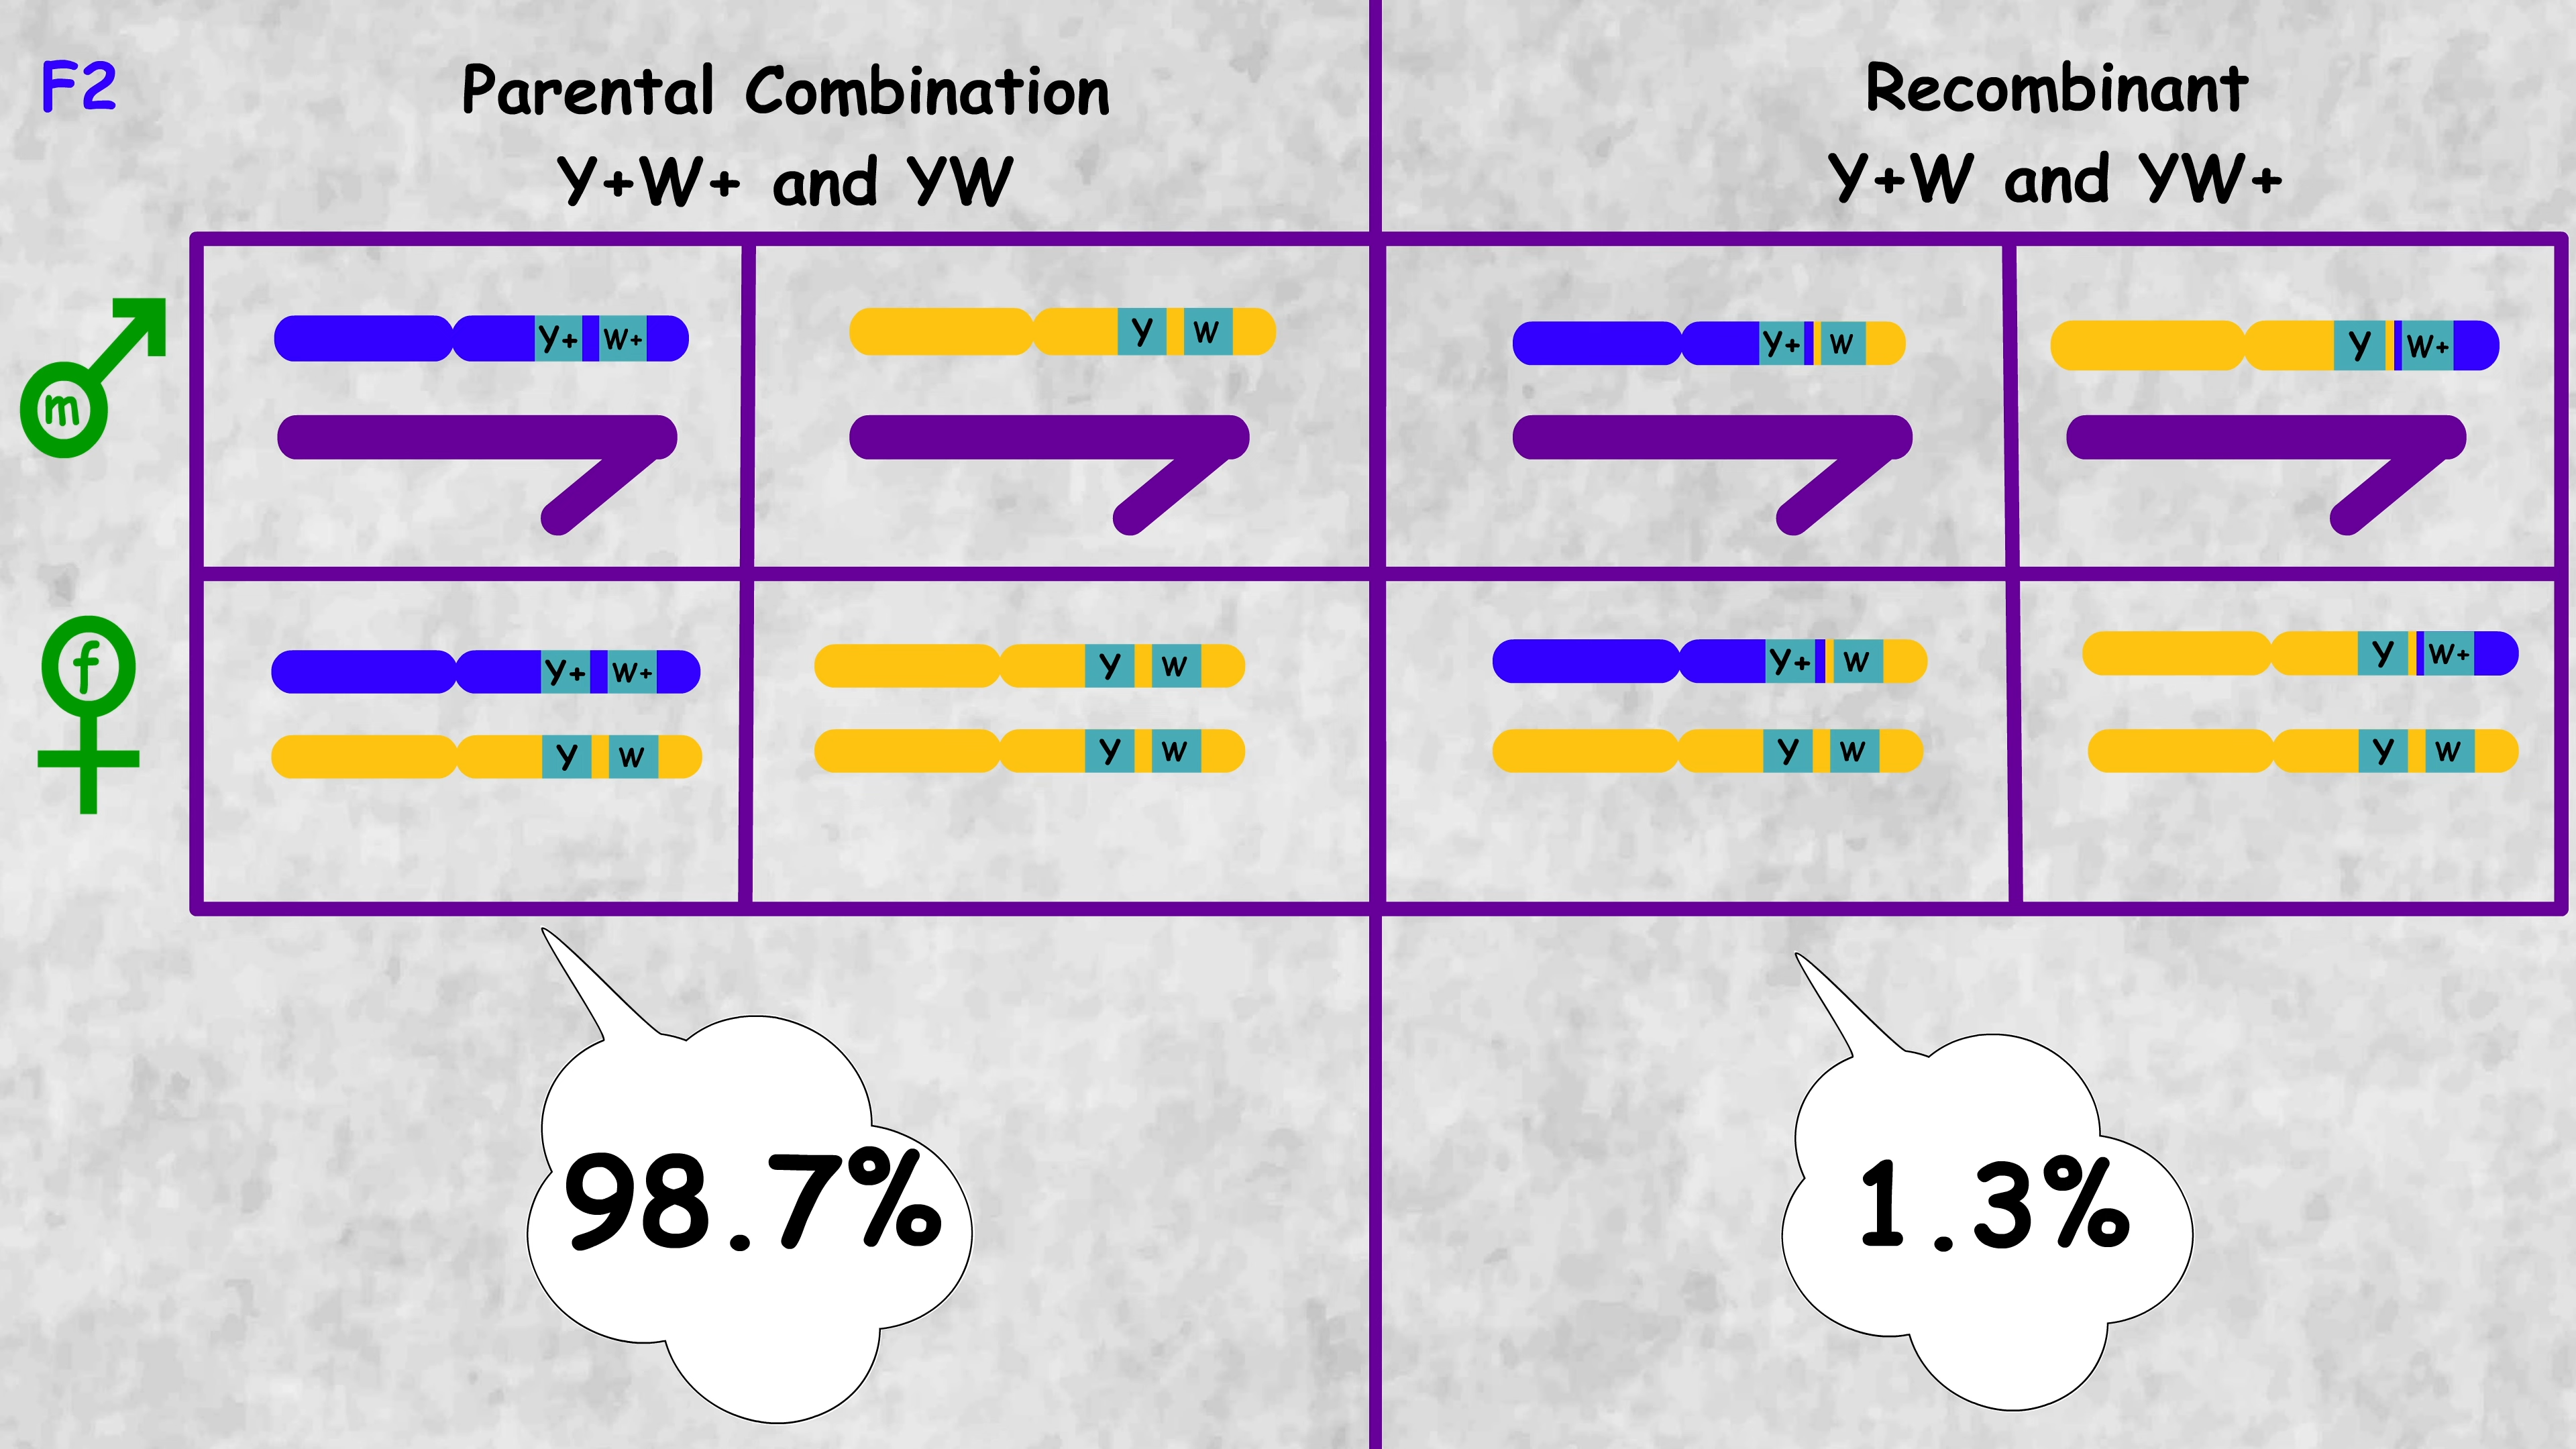 F2
Parental Combination
Y+W+ and YW
Recombinant
Y+W and YW+
m
Y+ W+
Y W
Y+ W
Y W+
f
Y+ W+
Y W
Y W
Y W
Y+ W
Y W
Y W+
Y W
98.7%
1.3%